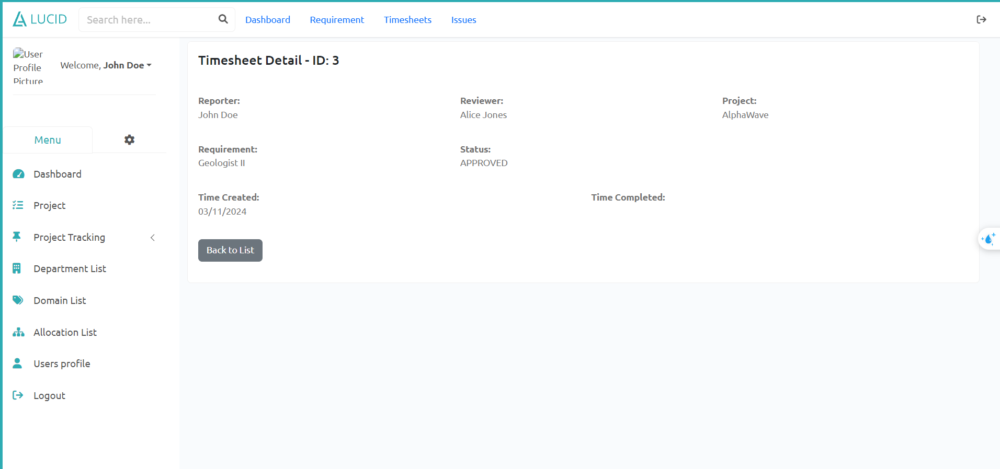 LUCID
Search here...
Dashboard
Requirement
Timesheets
Issues
User
Profile
Picture
Welcome, John Doe
Menu
Dashboard
Project
Project Tracking
Department List
Domain List
Allocation List
Users profile
Logout
Timesheet Detail - ID: 3
Reporter:
John Doe
Reviewer:
Alice Jones
Project:
AlphaWave
Requirement:
Geologist II
Status:
APPROVED
Time Created:
03/11/2024
Time Completed:
Back to List